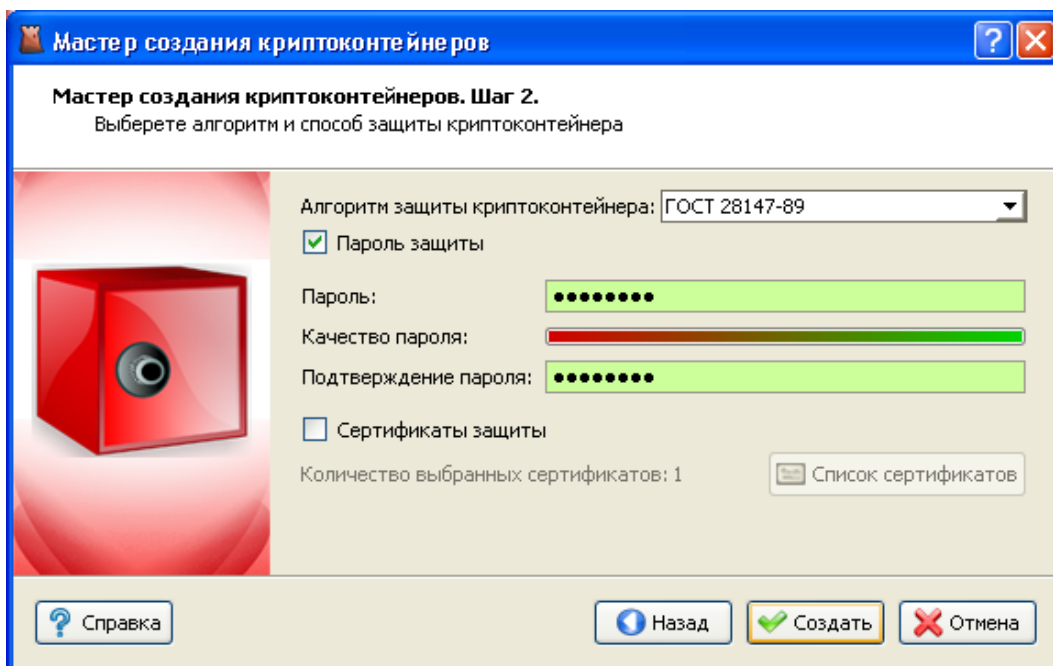 Мастер создания криптоконтейнеров
Мастер создания криптоконтейнеров. Шаг 2.
Выберете алгоритм и способ защиты криптоконтейнера
Алгоритм защиты криптоконтейнера: ГОСТ 28147-89
Пароль защиты
Пароль: ●●●●●●●●
Качество пароля:
Подтверждение пароля: ●●●●●●●●
Сертификаты защиты
Количество выбранных сертификатов: 1 Список сертификатов
Справка Назад Создать Отмена